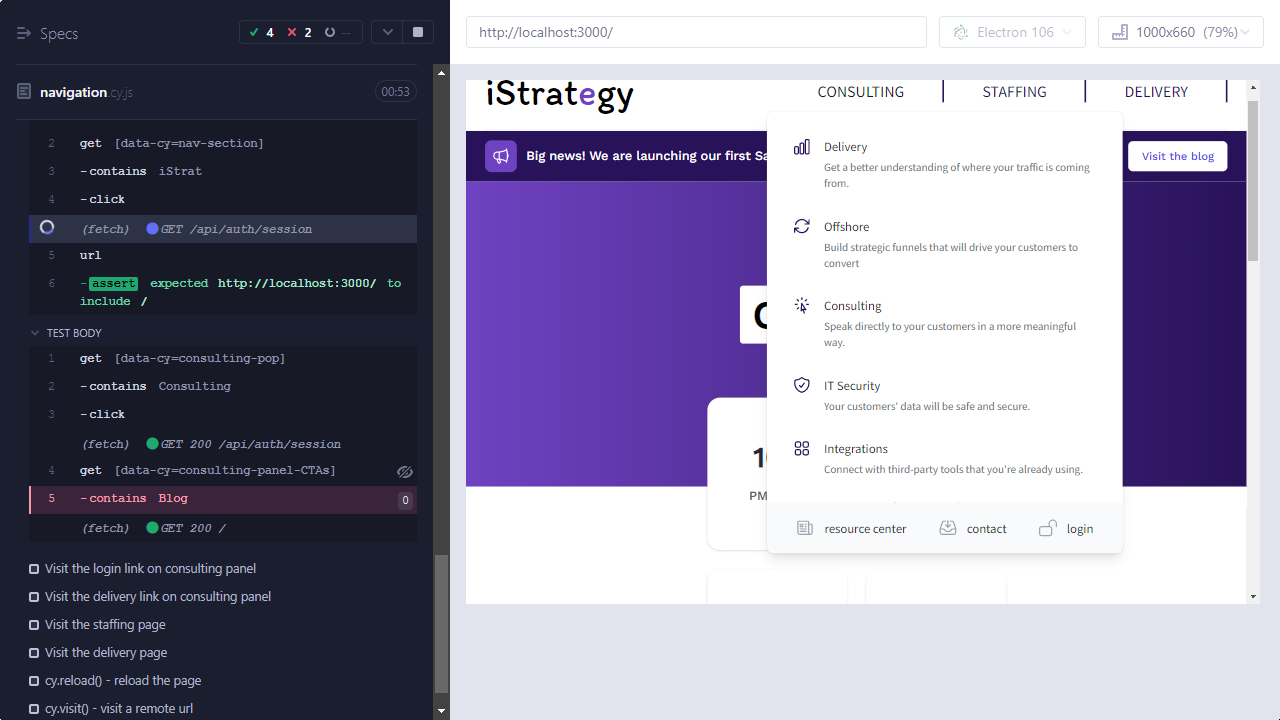 Specs
4
2
--
navigation.cy.js
00:53
2 get [data-cy=nav-section]
3 -contains iStrat
4 -click
(fetch) GET /api/auth/session
5 url
6 -assert expected http://localhost:3000/ to
include /
TEST BODY
1 get [data-cy=consulting-pop]
2 -contains Consulting
3 -click
(fetch) GET 200 /api/auth/session
4 get [data-cy=consulting-panel-CTAs]
5 -contains Blog
0
(fetch) GET 200 /
Visit the login link on consulting panel
Visit the delivery link on consulting panel
Visit the staffing page
Visit the delivery page
cy.reload() - reload the page
cy.visit() - visit a remote url
http://localhost:3000/
Electron 106
1000x660 (79%)
iStrategy
CONSULTING
STAFFING
DELIVERY
Big news! We are launching our first Sa
Visit the blog
Delivery
Get a better understanding of where your traffic is coming
from.
Offshore
Build strategic funnels that will drive your customers to
convert
Consulting
Speak directly to your customers in a more meaningful
way.
IT Security
Your customers' data will be safe and secure.
Integrations
Connect with third-party tools that you're already using.
PM
resource center
contact
login